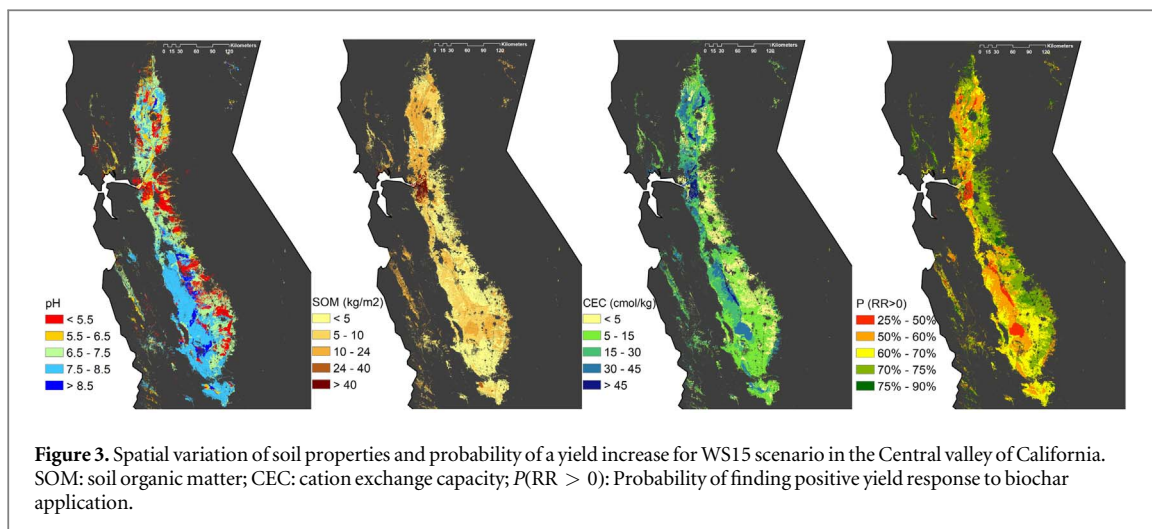 Kilometers
0 15 30 60 90 120
pH
< 5.5
5.5 - 6.5
6.5 - 7.5
7.5 - 8.5
> 8.5
Kilometers
0 15 30 60 90 120
SOM (kg/m2)
< 5
5 - 10
10 - 24
24 - 40
> 40
Kilometers
0 15 30 60 90 120
CEC (cmol/kg)
< 5
5 - 15
15 - 30
30 - 45
> 45
Kilometers
0 15 30 60 90 120
P (RR>0)
25% - 50%
50% - 60%
60% - 70%
70% - 75%
75% - 90%
Figure 3. Spatial variation of soil properties and probability of a yield increase for WS15 scenario in the Central valley of California.
SOM: soil organic matter; CEC: cation exchange capacity; P(RR > 0): Probability of finding positive yield response to biochar
application.